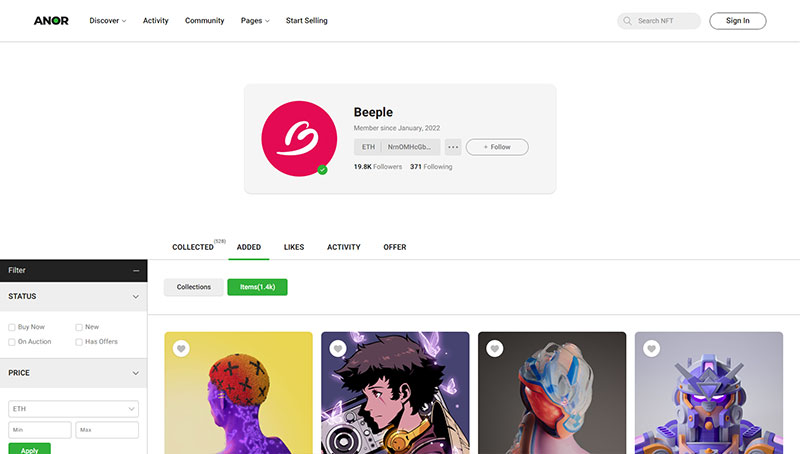 ANOR Discover Activity Community Pages Start Selling Search NFT Sign In
Beeple
Member since January, 2022
ETH NrnOMHcGb... ••• + Follow
19.8K Followers 371 Following
COLLECTED (528) ADDED LIKES ACTIVITY OFFER
Filter
Collections Items(1.4k)
STATUS
Buy Now New
On Auction Has Offers
PRICE
ETH
Min Max
Apply